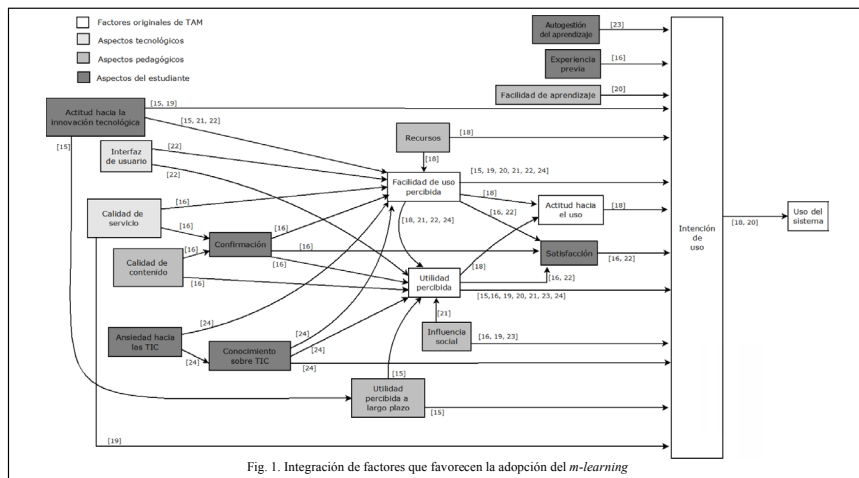 Factores originales de TAM
Aspectos tecnológicos
Aspectos pedagógicos
Aspectos del estudiante
Autogestión
del aprendizaje
[23]
Experiencia
previa
[16]
Facilidad de aprendizaje
[20]
Actitud hacia la
innovación tecnológica
[15, 19]
[15, 21, 22]
[15]
Recursos
[18]
[18]
Interfaz
de usuario
[22]
[22]
Facilidad de uso
percibida
[15, 19, 20, 21, 22, 24]
[18]
[16, 22]
[18, 21, 22, 24]
Actitud hacia
el uso
[18]
Calidad de
servicio
[16]
[16]
Confirmación
[16]
[16]
[16]
Calidad de
contenido
[16]
[16]
Satisfacción
[16, 22]
[16, 22]
Utilidad
percibida
[18]
[15,16, 19, 20, 21, 23, 24]
[21]
Influencia
social
[16, 19, 23]
Ansiedad hacia
las TIC
[24]
[24]
Conocimiento
sobre TIC
[24]
[24]
[24]
Utilidad
percibida a
largo plazo
[15]
[15]
[19]
Intención
de
uso
[18, 20]
Uso del
sistema
Fig. 1. Integración de factores que favorecen la adopción del m-learning